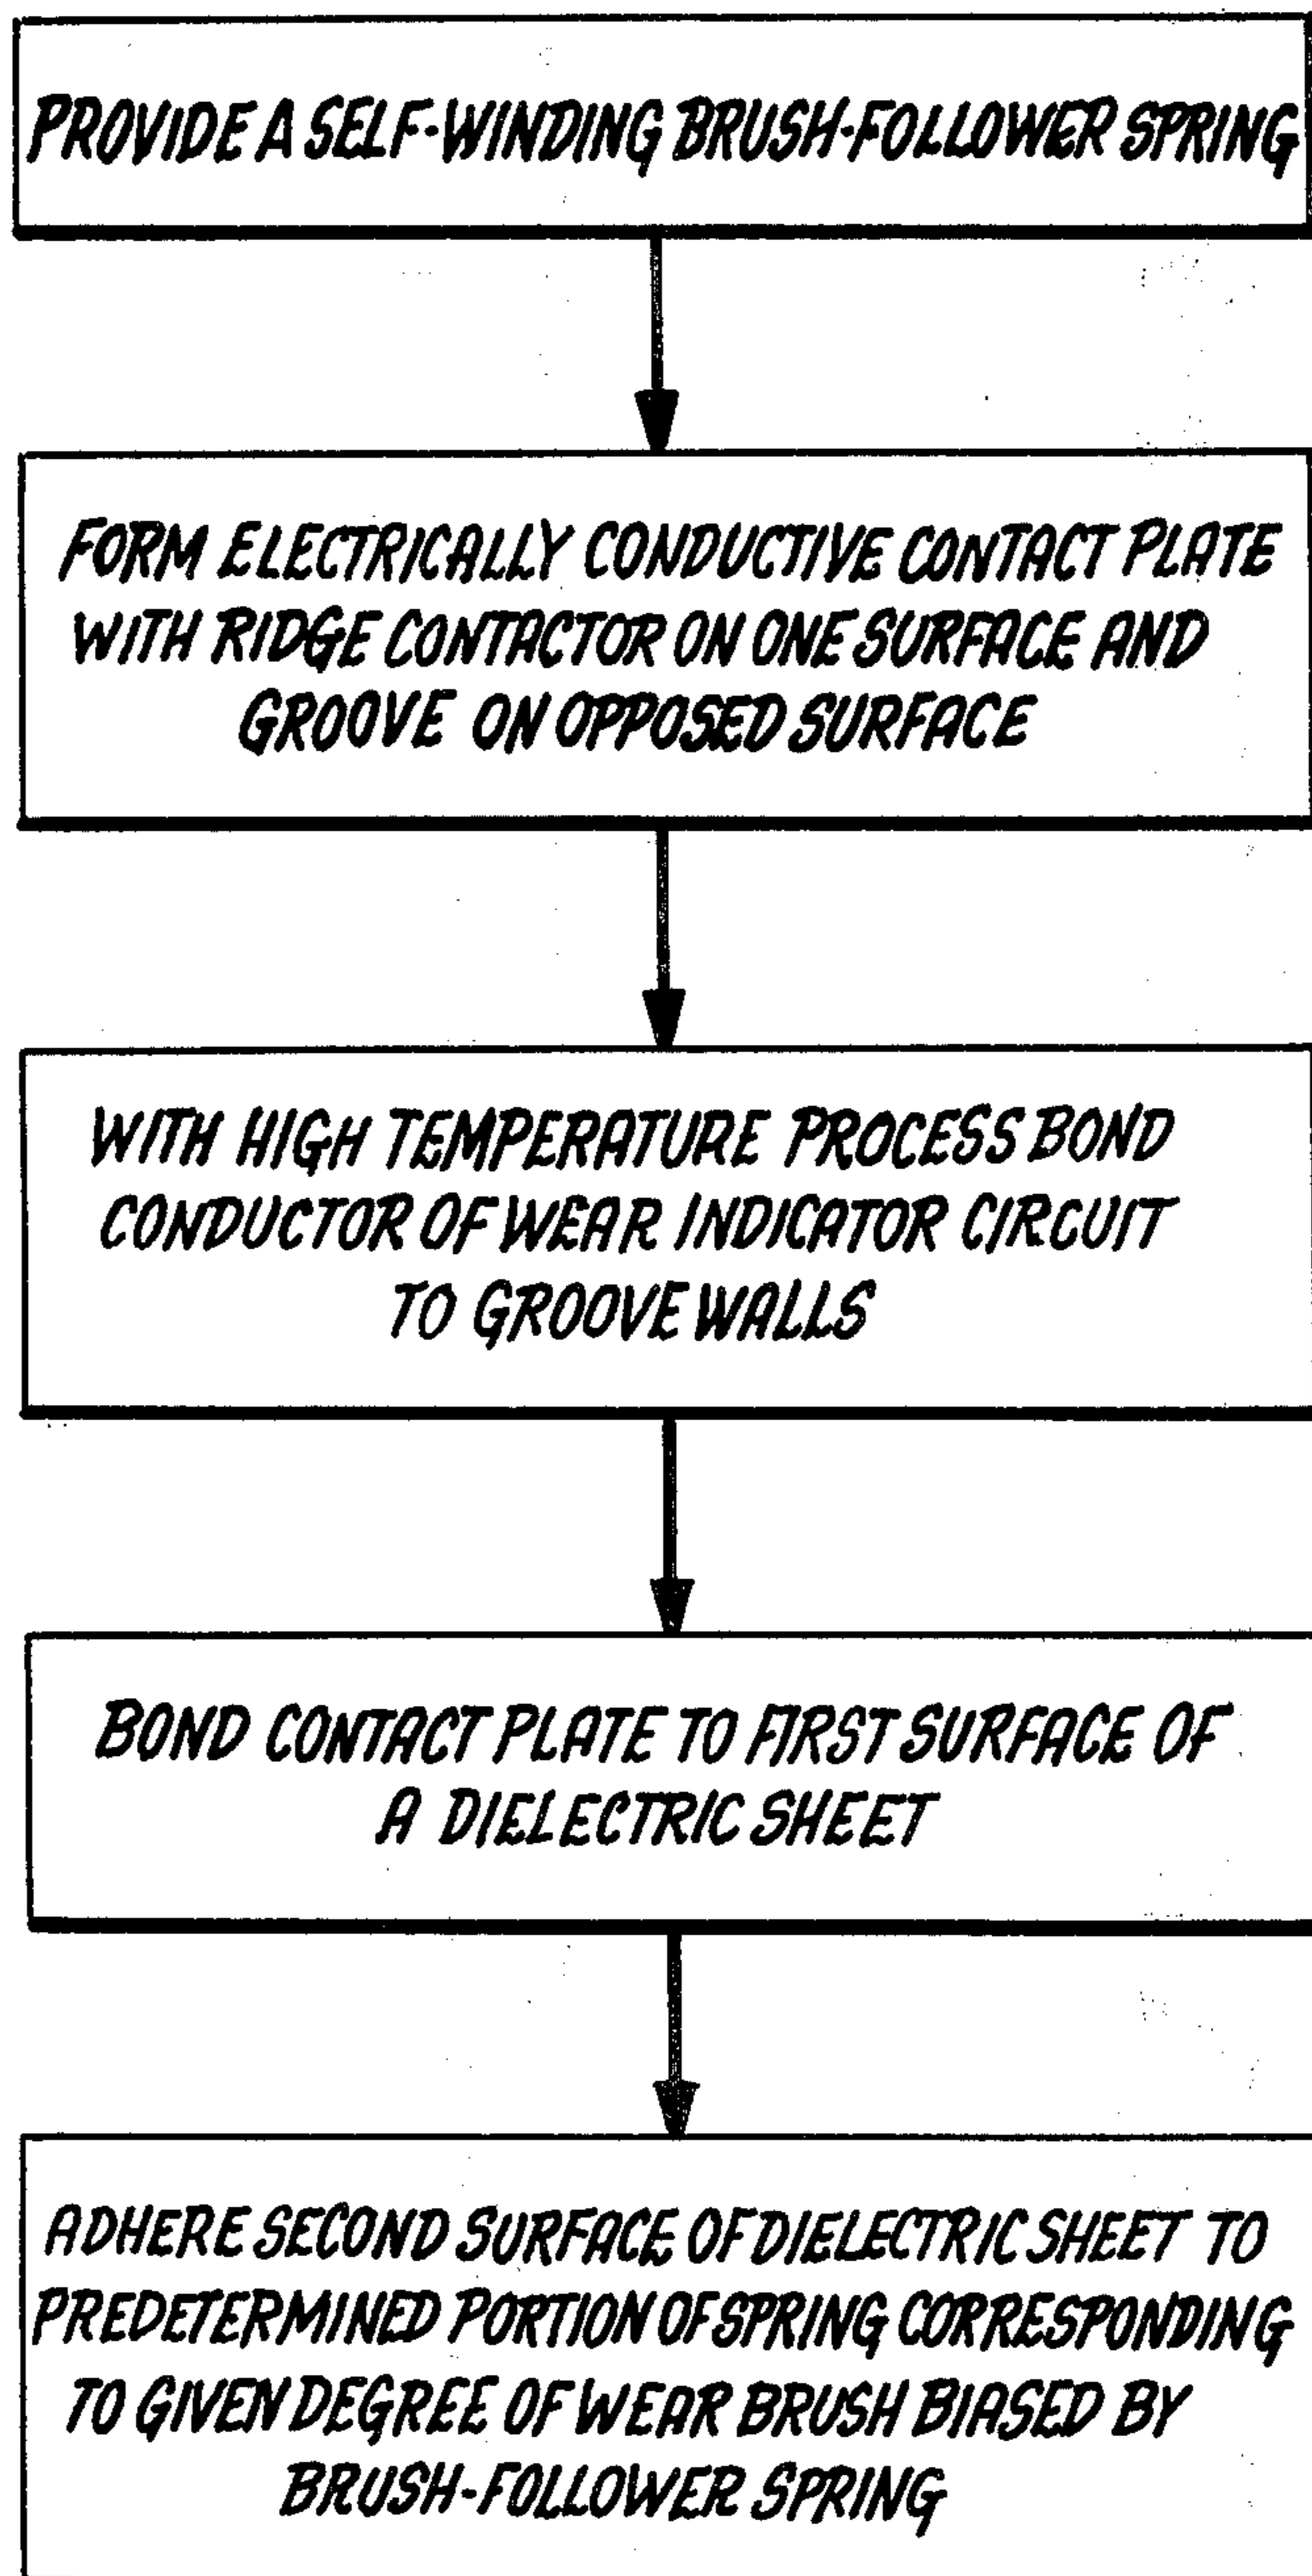 PROVIDE A SELF-WINDING BRUSH-FOLLOWER SPRING
FORM ELECTRICALLY CONDUCTIVE CONTACT PLATE
WITH RIDGE CONTACTOR ON ONE SURFACE AND
GROOVE ON OPPOSED SURFACE
WITH HIGH TEMPERATURE PROCESS BOND
CONDUCTOR OF WEAR INDICATOR CIRCUIT
TO GROOVE WALLS
BOND CONTACT PLATE TO FIRST SURFACE OF
A DIELECTRIC SHEET
ADHERE SECOND SURFACE OF DIELECTRIC SHEET TO
PREDETERMINED PORTION OF SPRING CORRESPONDING
TO GIVEN DEGREE OF WEAR BRUSH BIASED BY
BRUSH-FOLLOWER SPRING